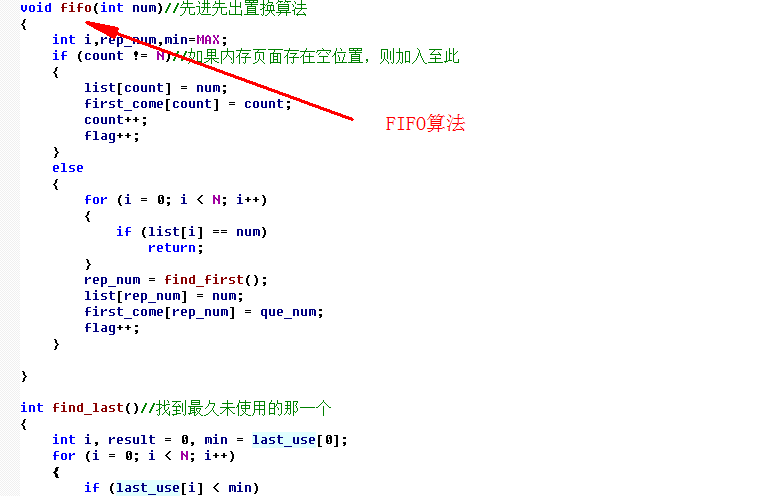 void fifo(int num)//先进先出置换算法
{
    int i,rep_num,min=MAX;
    if (count != N)//如果内存页面存在空位置，则加入至此
    {
        list[count] = num;
        first_come[count] = count;
        count++;
        flag++;
    }
    else
    {
        for (i = 0; i < N; i++)
        {
            if (list[i] == num)
                return;
        }
        rep_num = find_first();
        list[rep_num] = num;
        first_come[rep_num] = que_num;
        flag++;
    }
}
int find_last()//找到最久未使用的那一个
{
    int i, result = 0, min = last_use[0];
    for (i = 0; i < N; i++)
    {
        if (last_use[i] < min)
FIFO算法